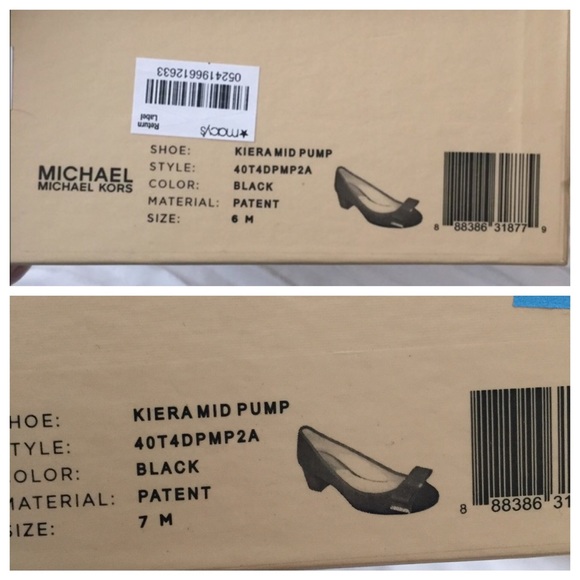 05241966612633
Return
Label
★macy's
MICHAEL
MICHAEL KORS
SHOE: KIERA MID PUMP
STYLE: 40T4DPMP2A
COLOR: BLACK
MATERIAL: PATENT
SIZE: 6 M
8 88386 31877 9
HOE: KIERA MID PUMP
TYLE: 40T4DPMP2A
OLOR: BLACK
MATERIAL: PATENT
IZE: 7 M
8 88386 31